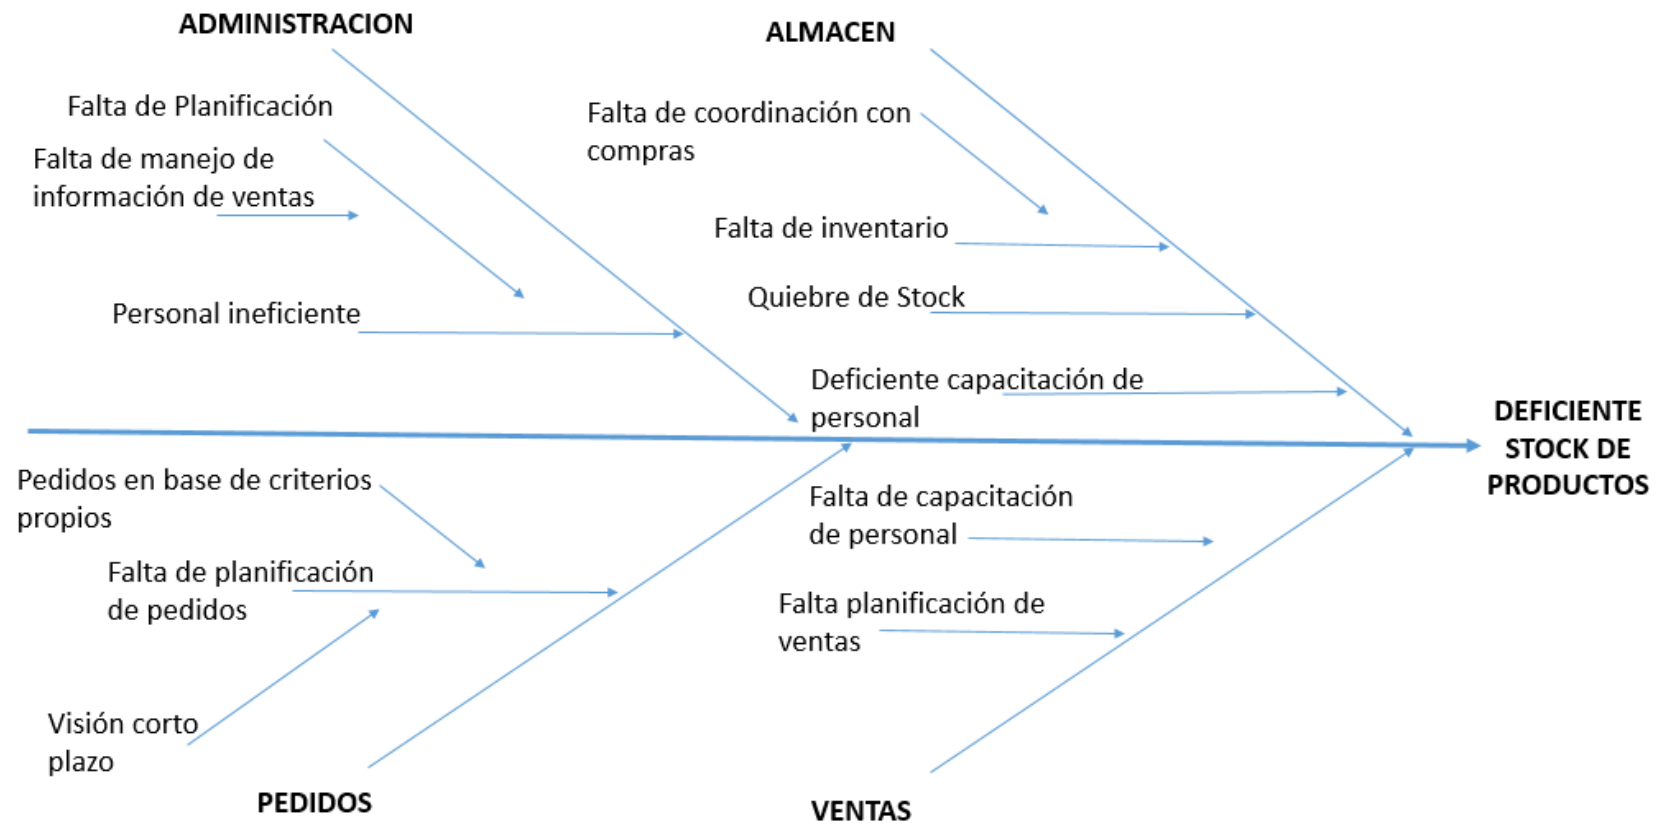 ADMINISTRACION
ALMACEN
Falta de Planificación
Falta de manejo de
información de ventas
Personal ineficiente
Falta de coordinación con
compras
Falta de inventario
Quiebre de Stock
Deficiente capacitación de
personal
DEFICIENTE
STOCK DE
PRODUCTOS
Pedidos en base de criterios
propios
Falta de planificación
de pedidos
Visión corto
plazo
PEDIDOS
Falta de capacitación
de personal
Falta planificación de
ventas
VENTAS